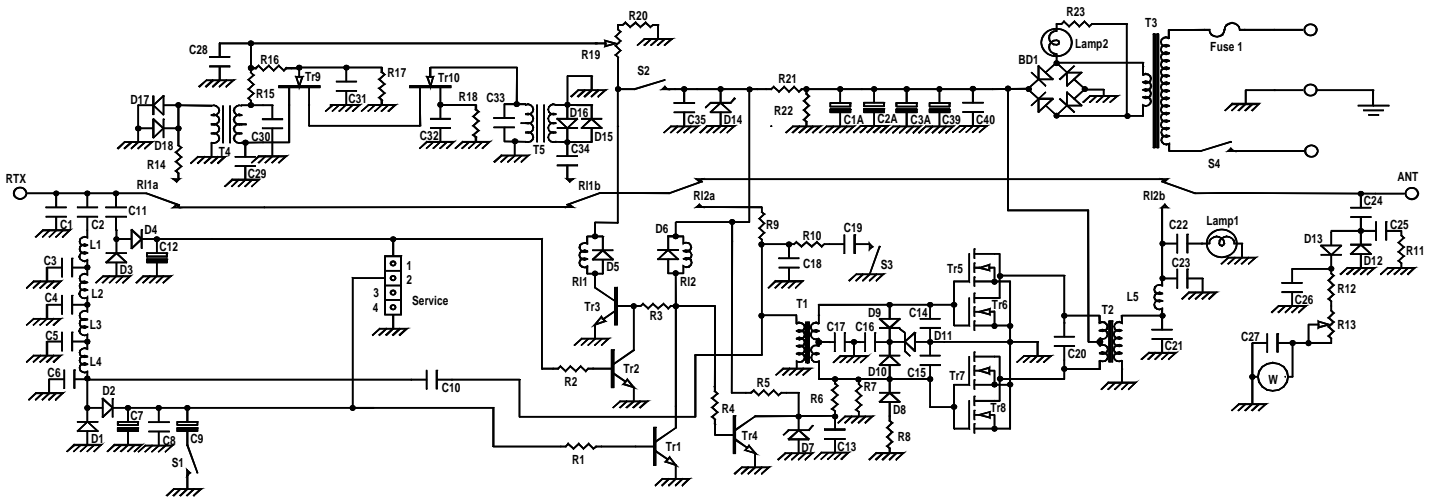 R23
T3
R20
Fuse 1
C28
Lamp2
R19
BD1
R16
Tr9
R17
Tr10
S2
R21
R15
C31
R18
C33
R22
D17
D16
C35
D14
C1A
C2A
C3A
C39
C40
D18
C30
C32
D15
T4
T5
C34
S4
R14
C29
RTX
Rl1a
Rl1b
Rl2a
Rl2b
ANT
C24
C1
C2
C11
R9
C22
Lamp1
C25
D4
D6
R10
C19
D13
L1
C12
D3
1
2
3
4
Service
D5
C18
S3
Tr5
C23
D12
R11
C3
L2
Rl1
Rl2
Tr6
L5
C26
R12
C4
Tr3
R3
T1
D9
C14
T2
L3
C17
C16
D11
R13
C5
C20
C21
C27
L4
Tr2
D10
C15
Tr7
C6
R2
C10
R5
R6
R7
W
D2
R4
D8
Tr8
C7
C8
C9
D1
Tr4
D7
C13
R8
S1
R1
Tr1